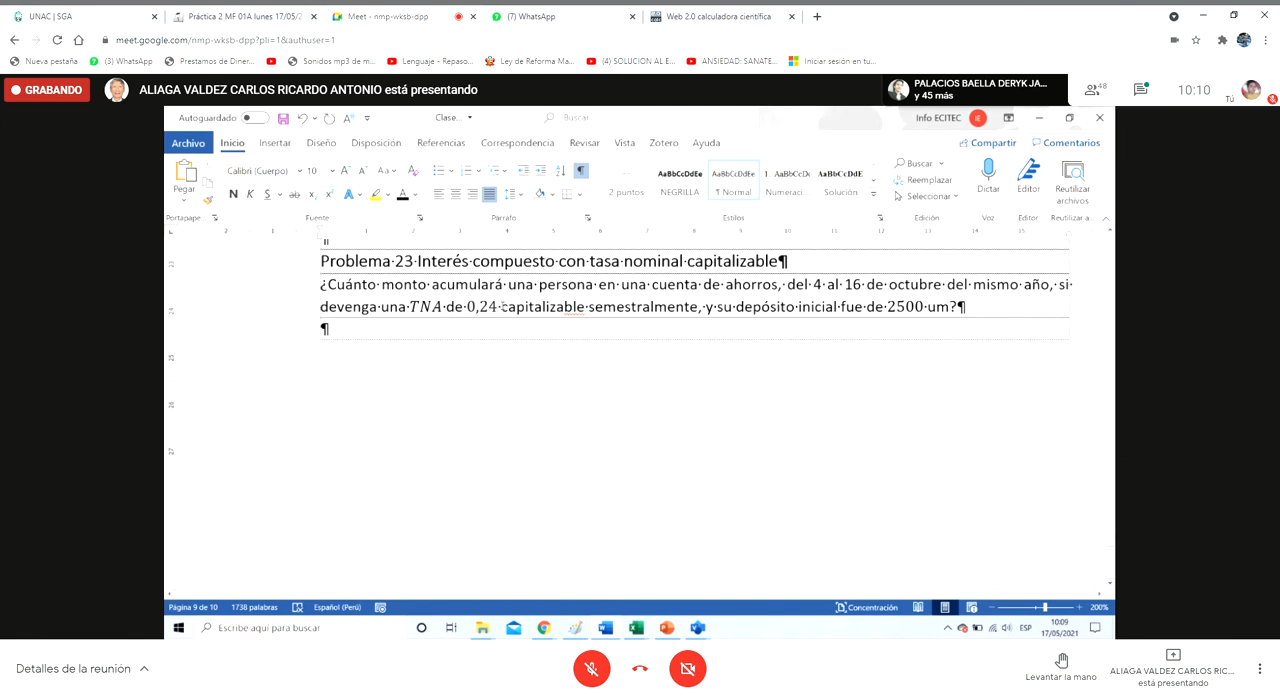 UNAC | SGA
Práctica 2 MF 01A lunes 17/05/2
Meet - nmp-wksb-dpp
(7) WhatsApp
Web 2.0 calculadora científica
meet.google.com/nmp-wksb-dpp?pli=1&authuser=1
Nueva pestaña
(3) WhatsApp
Prestamos de Diner...
Sonidos mp3 de m...
Lenguaje - Repaso...
Ley de Reforma Ma...
(4) SOLUCION AL E...
ANSIEDAD: SANATE...
Iniciar sesión en tu...
GRABANDO
ALIAGA VALDEZ CARLOS RICARDO ANTONIO está presentando
PALACIOS BAELLA DERYK JA...
y 45 más
48
10:10
Tú
Autoguardado
Clase...
Buscar
Info ECITEC
IE
Archivo
Inicio
Insertar
Diseño
Disposición
Referencias
Correspondencia
Revisar
Vista
Zotero
Ayuda
Compartir
Comentarios
Pegar
Calibri (Cuerpo)
10
N K S
AaBbCcDdEe
AaBbCcDdEe
1 AaBbCcDc
AaBbCcDdE
2 puntos
NEGRILLA
¶ Normal
Numeraci...
Solución
Buscar
Reemplazar
Seleccionar
Dictar
Editor
Reutilizar
archivos
Portapape...
Fuente
Párrafo
Estilos
Edición
Voz
Editor
Reutilizar a...
Problema·23·Interés·compuesto·con·tasa·nominal·capitalizable¶
¿Cuánto·monto·acumulará·una·persona·en·una·cuenta·de·ahorros,·del·4·al·16·de·octubre·del·mismo·año,·si·
devenga·una·TNA·de·0,24·capitalizable·semestralmente,·y·su·depósito·inicial·fue·de·2500·um?¶
¶
Página 9 de 10
1738 palabras
Español (Perú)
Concentración
200%
Escribe aquí para buscar
ESP
10:09
17/05/2021
Detalles de la reunión
Levantar la mano
ALIAGA VALDEZ CARLOS RIC...
está presentando